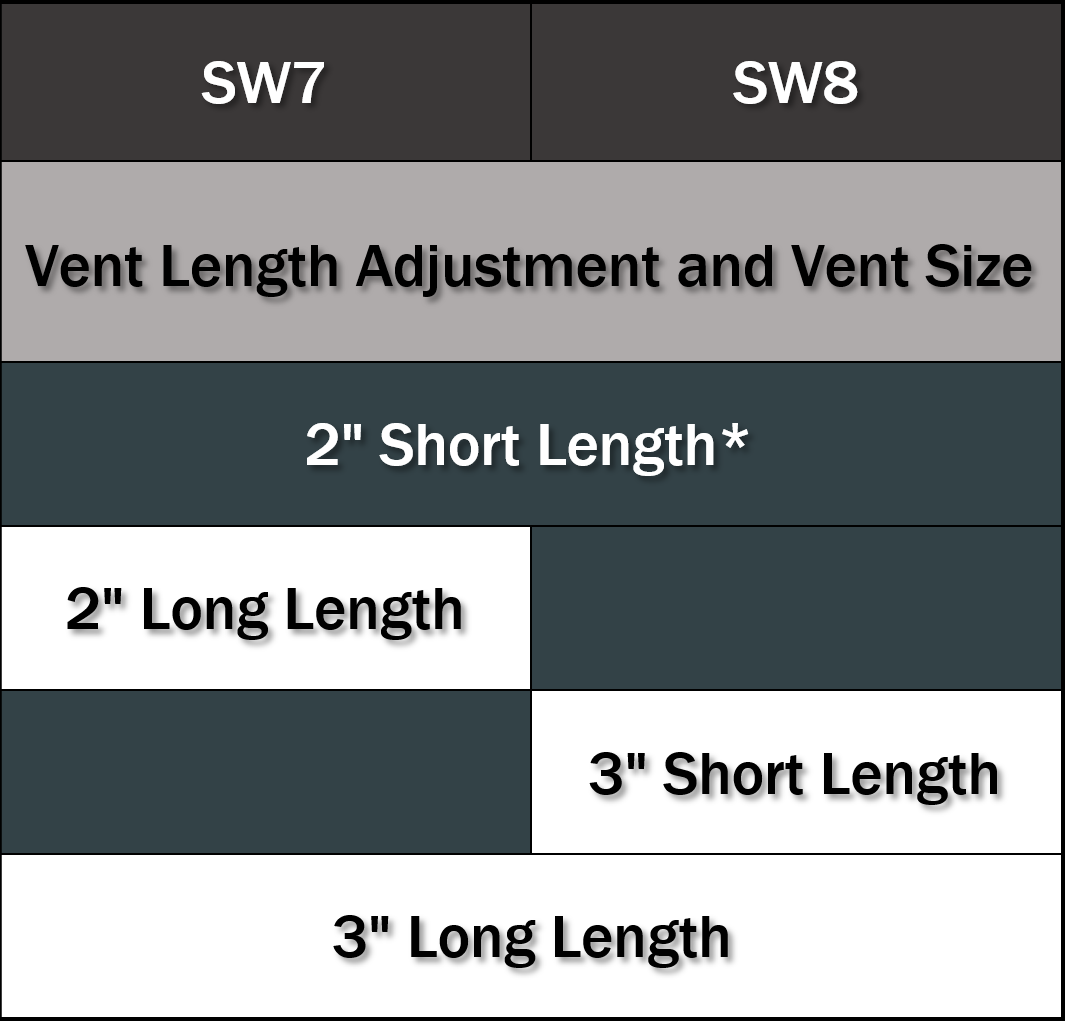 SW7 SW8
Vent Length Adjustment and Vent Size
2" Short Length*
2" Long Length
3" Short Length
3" Long Length